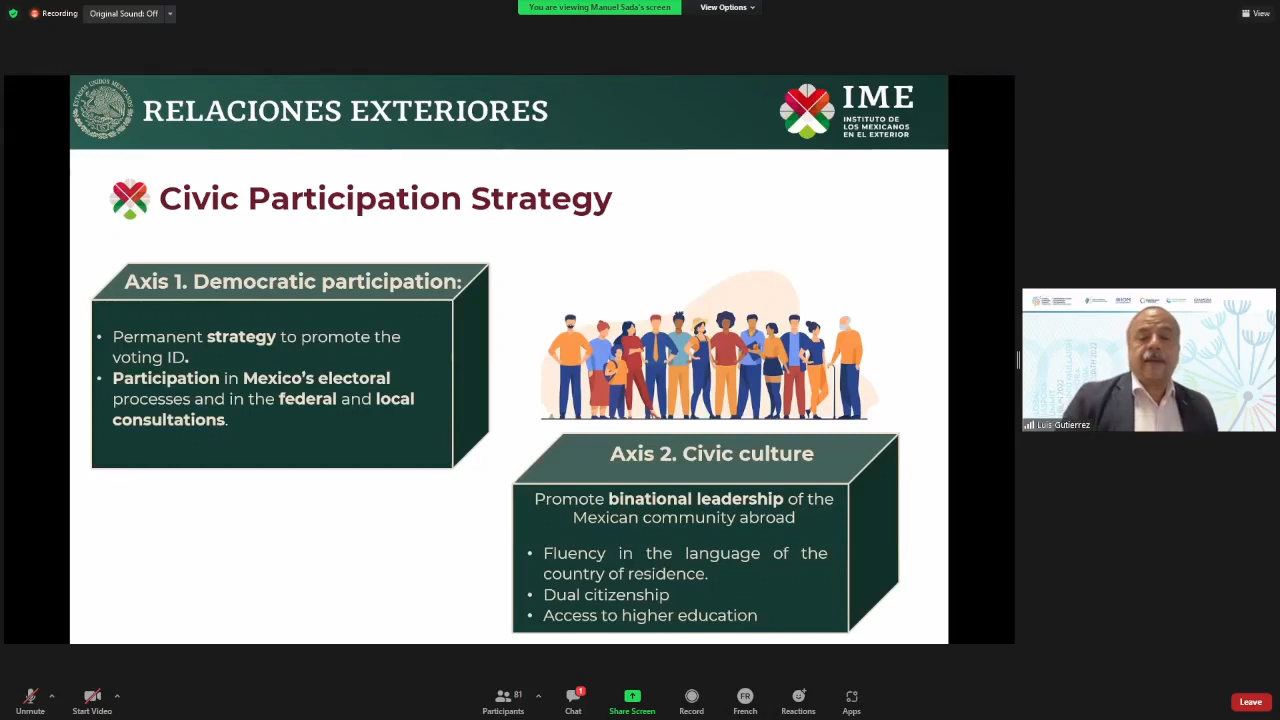 Recording
Original Sound: Off
You are viewing Manuel Sada's screen
View Options
View
ESTADOS UNIDOS MEXICANOS
RELACIONES EXTERIORES
IME
INSTITUTO DE
LOS MEXICANOS
EN EL EXTERIOR
Civic Participation Strategy
Axis 1. Democratic participation:
• Permanent strategy to promote the
voting ID.
• Participation in Mexico's electoral
processes and in the federal and local
consultations.
Axis 2. Civic culture
Promote binational leadership of the
Mexican community abroad
• Fluency in the language of the
country of residence.
• Dual citizenship
• Access to higher education
Luis Gutierrez
Unmute
Start Video
81
Participants
1
Chat
Share Screen
Record
FR
French
Reactions
Apps
Leave